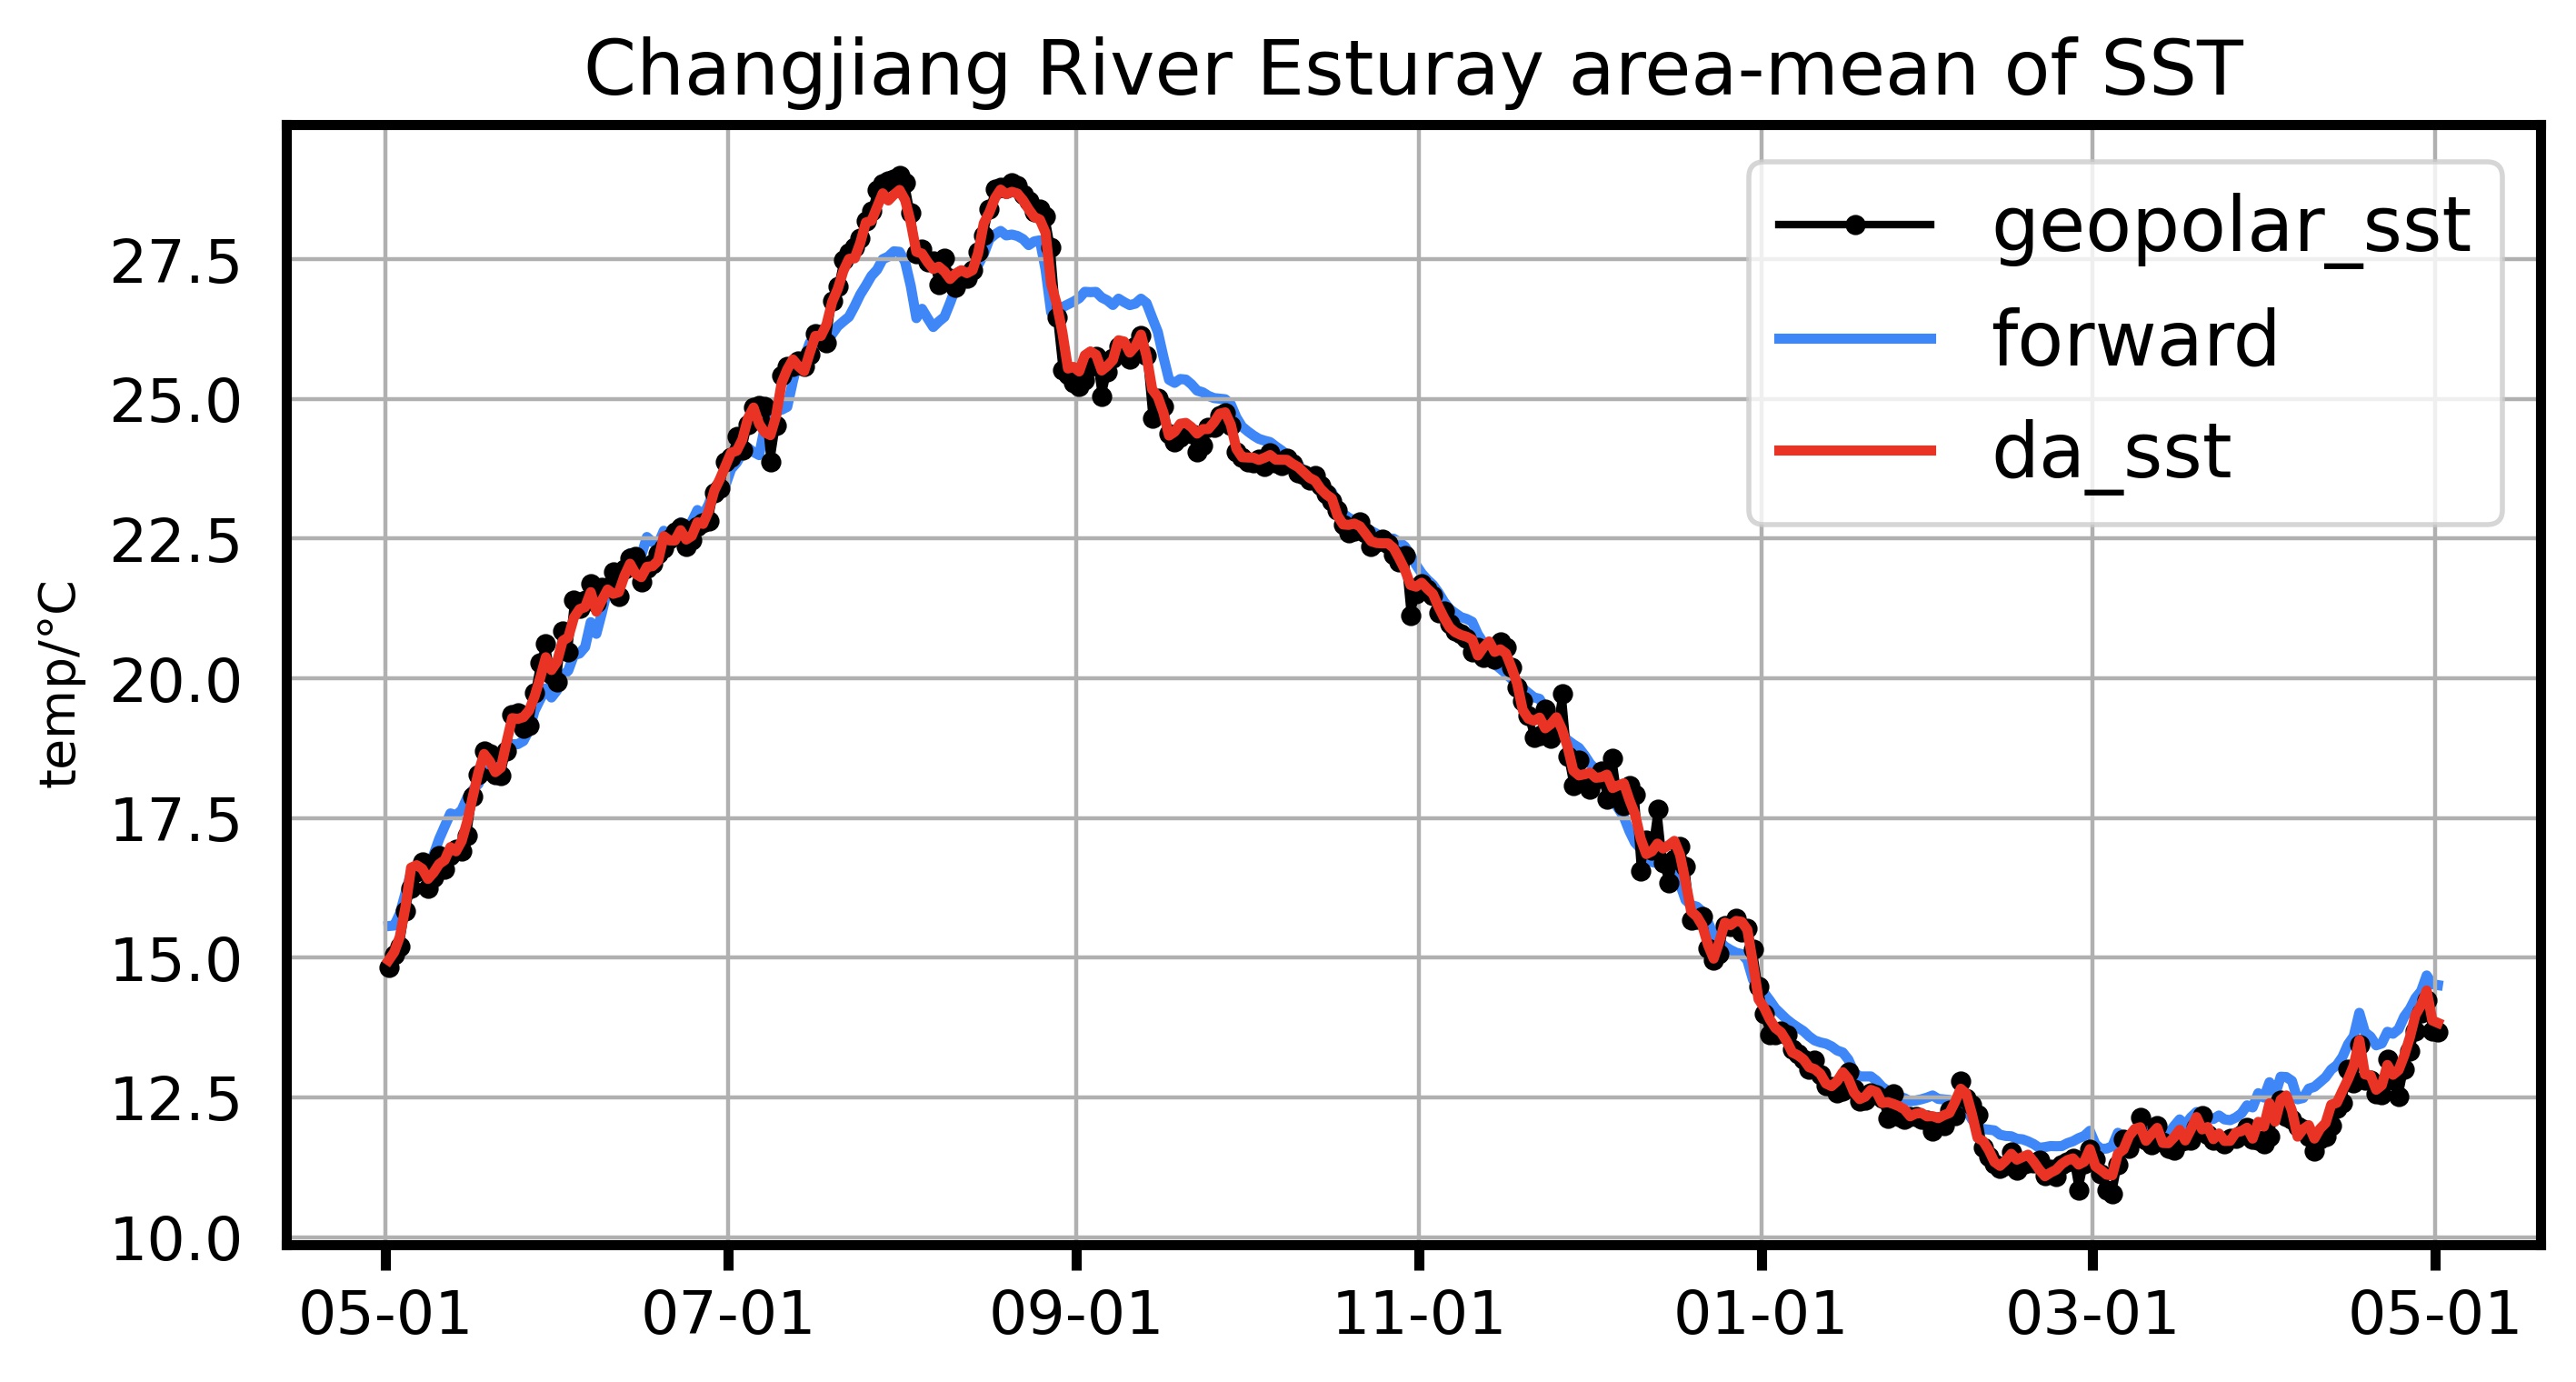 Changjiang River Esturay area-mean of SST
geopolar_sst
forward
da_sst
temp/°C
27.5
25.0
22.5
20.0
17.5
15.0
12.5
10.0
05-01 07-01 09-01 11-01 01-01 03-01 05-01